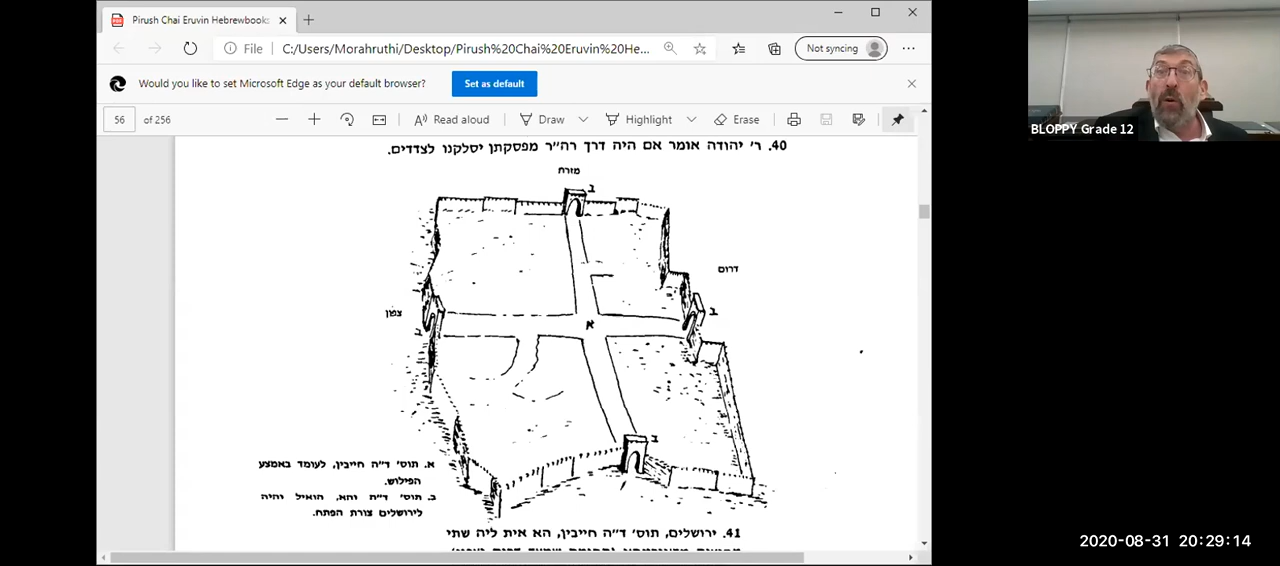 Pirush Chai Eruvin Hebrewbooks
File
C:/Users/Morahruthi/Desktop/Pirush%20Chai%20Eruvin%20He...
Not syncing
Would you like to set Microsoft Edge as your default browser?
Set as default
56
of 256
Read aloud
Draw
Highlight
Erase
40. ר' יהודה אומר אם היה דרך רה"ר מפסקתן יסלקנו לצדדים.
מזרח
ב
דרום
צפון
ב
ב
א
ב
א. תוס' ד"ה חייבין, לעומד באמצע
הפילוש.
ב. תוס' ד"ה והא, הואיל והיה
לירושלים צורת הפתח.
41. ירושלים, תוס' ד"ה חייבין, הא אית ליה שתי
BLOPPY Grade 12
2020-08-31 20:29:14